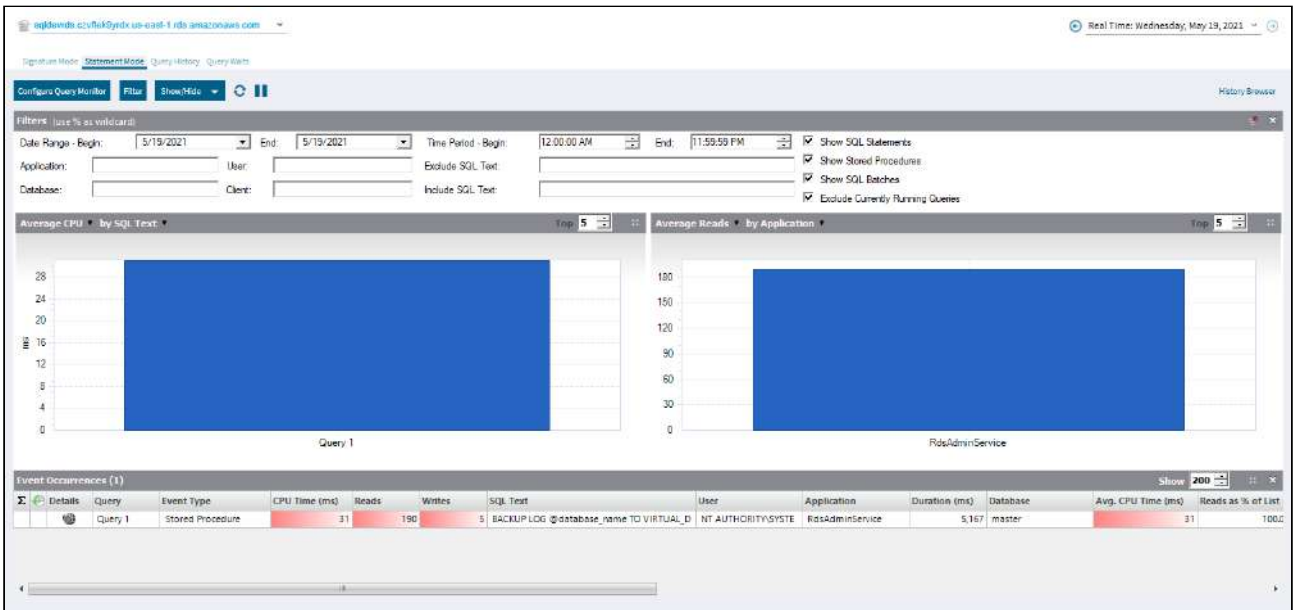 Real Time: Wednesday, May 19, 2021
Signature Mode Statement Mode Query History Query Waits
Configure Query Monitor Filter Show/Hide
History Browser
Filters (use % as wildcard)
Date Range - Begin: 5/19/2021 End: 5/19/2021 Time Period - Begin: 12:00:00 AM End: 11:59:59 PM Show SQL Statements
Application: User: Exclude SQL Text: Show Stored Procedures
Database: Client: Include SQL Text: Show SQL Batches
Exclude Currently Running Queries
Average CPU by SQL Text Top 5
28
24
20
16
12
8
4
0
ms
Query 1
Average Reads by Application Top 5
180
150
120
90
60
30
0
RdsAdminService
Event Occurrences (1) Show 200
Σ Details Query Event Type CPU Time (ms) Reads Writes SQL Text User Application Duration (ms) Database Avg. CPU Time (ms) Reads as % of List
Query 1 Stored Procedure 31 190 5 BACKUP LOG @database_name TO VIRTUAL_D NT AUTHORITY\SYSTE RdsAdminService 5,167 master 31 100.0